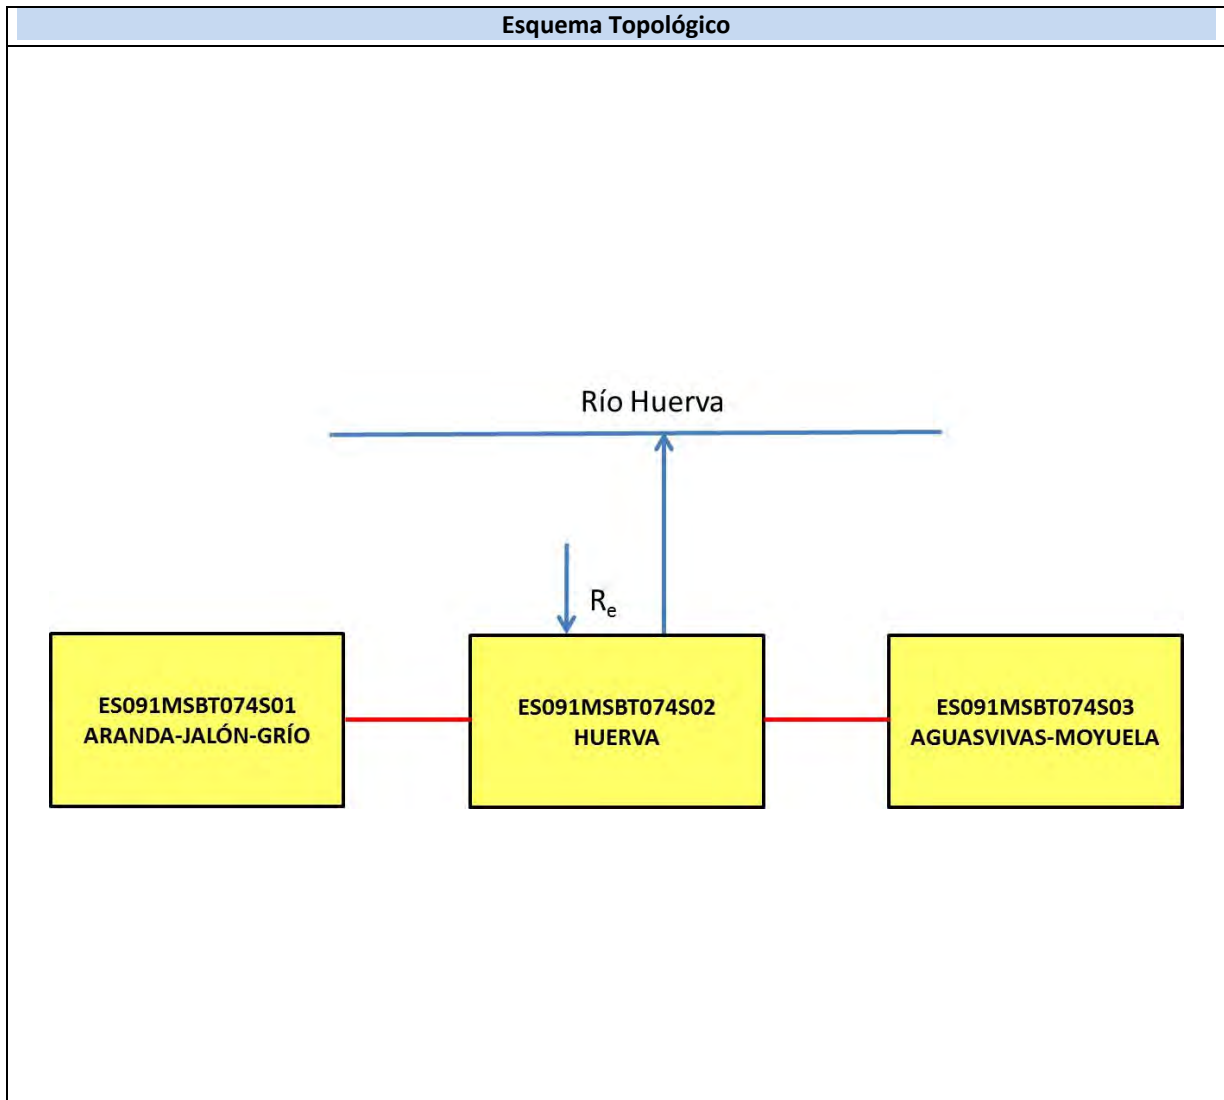 Esquema Topológico
Río Huerva
Re
ES091MSBT074S01
ARANDA-JALÓN-GRÍO
ES091MSBT074S02
HUERVA
ES091MSBT074S03
AGUASVIVAS-MOYUELA